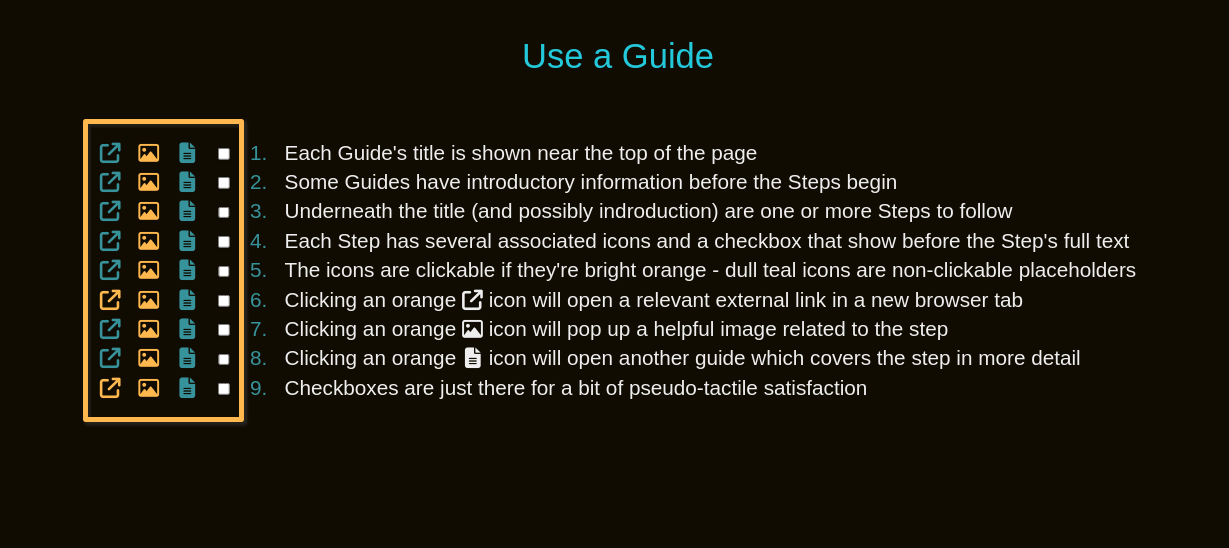 Use a Guide
1. Each Guide's title is shown near the top of the page
2. Some Guides have introductory information before the Steps begin
3. Underneath the title (and possibly indroduction) are one or more Steps to follow
4. Each Step has several associated icons and a checkbox that show before the Step's full text
5. The icons are clickable if they're bright orange - dull teal icons are non-clickable placeholders
6. Clicking an orange icon will open a relevant external link in a new browser tab
7. Clicking an orange icon will pop up a helpful image related to the step
8. Clicking an orange icon will open another guide which covers the step in more detail
9. Checkboxes are just there for a bit of pseudo-tactile satisfaction